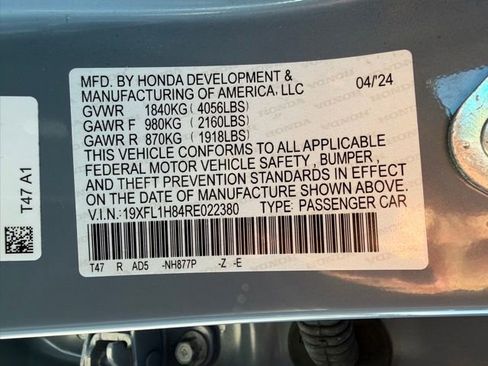 MFD. BY HONDA DEVELOPMENT &
MANUFACTURING OF AMERICA, LLC 04/'24
GVWR 1840KG (4056LBS)
GAWR F 980KG (2160LBS)
GAWR R 870KG (1918LBS)
THIS VEHICLE CONFORMS TO ALL APPLICABLE
FEDERAL MOTOR VEHICLE SAFETY, BUMPER,
AND THEFT PREVENTION STANDARDS IN EFFECT
ON THE DATE OF MANUFACTURE SHOWN ABOVE.
V.I.N.: 19XFL1H84RE022380 TYPE: PASSENGER CAR
T47 R AD5 -NH877P -Z -E
T47 A1
HONDA